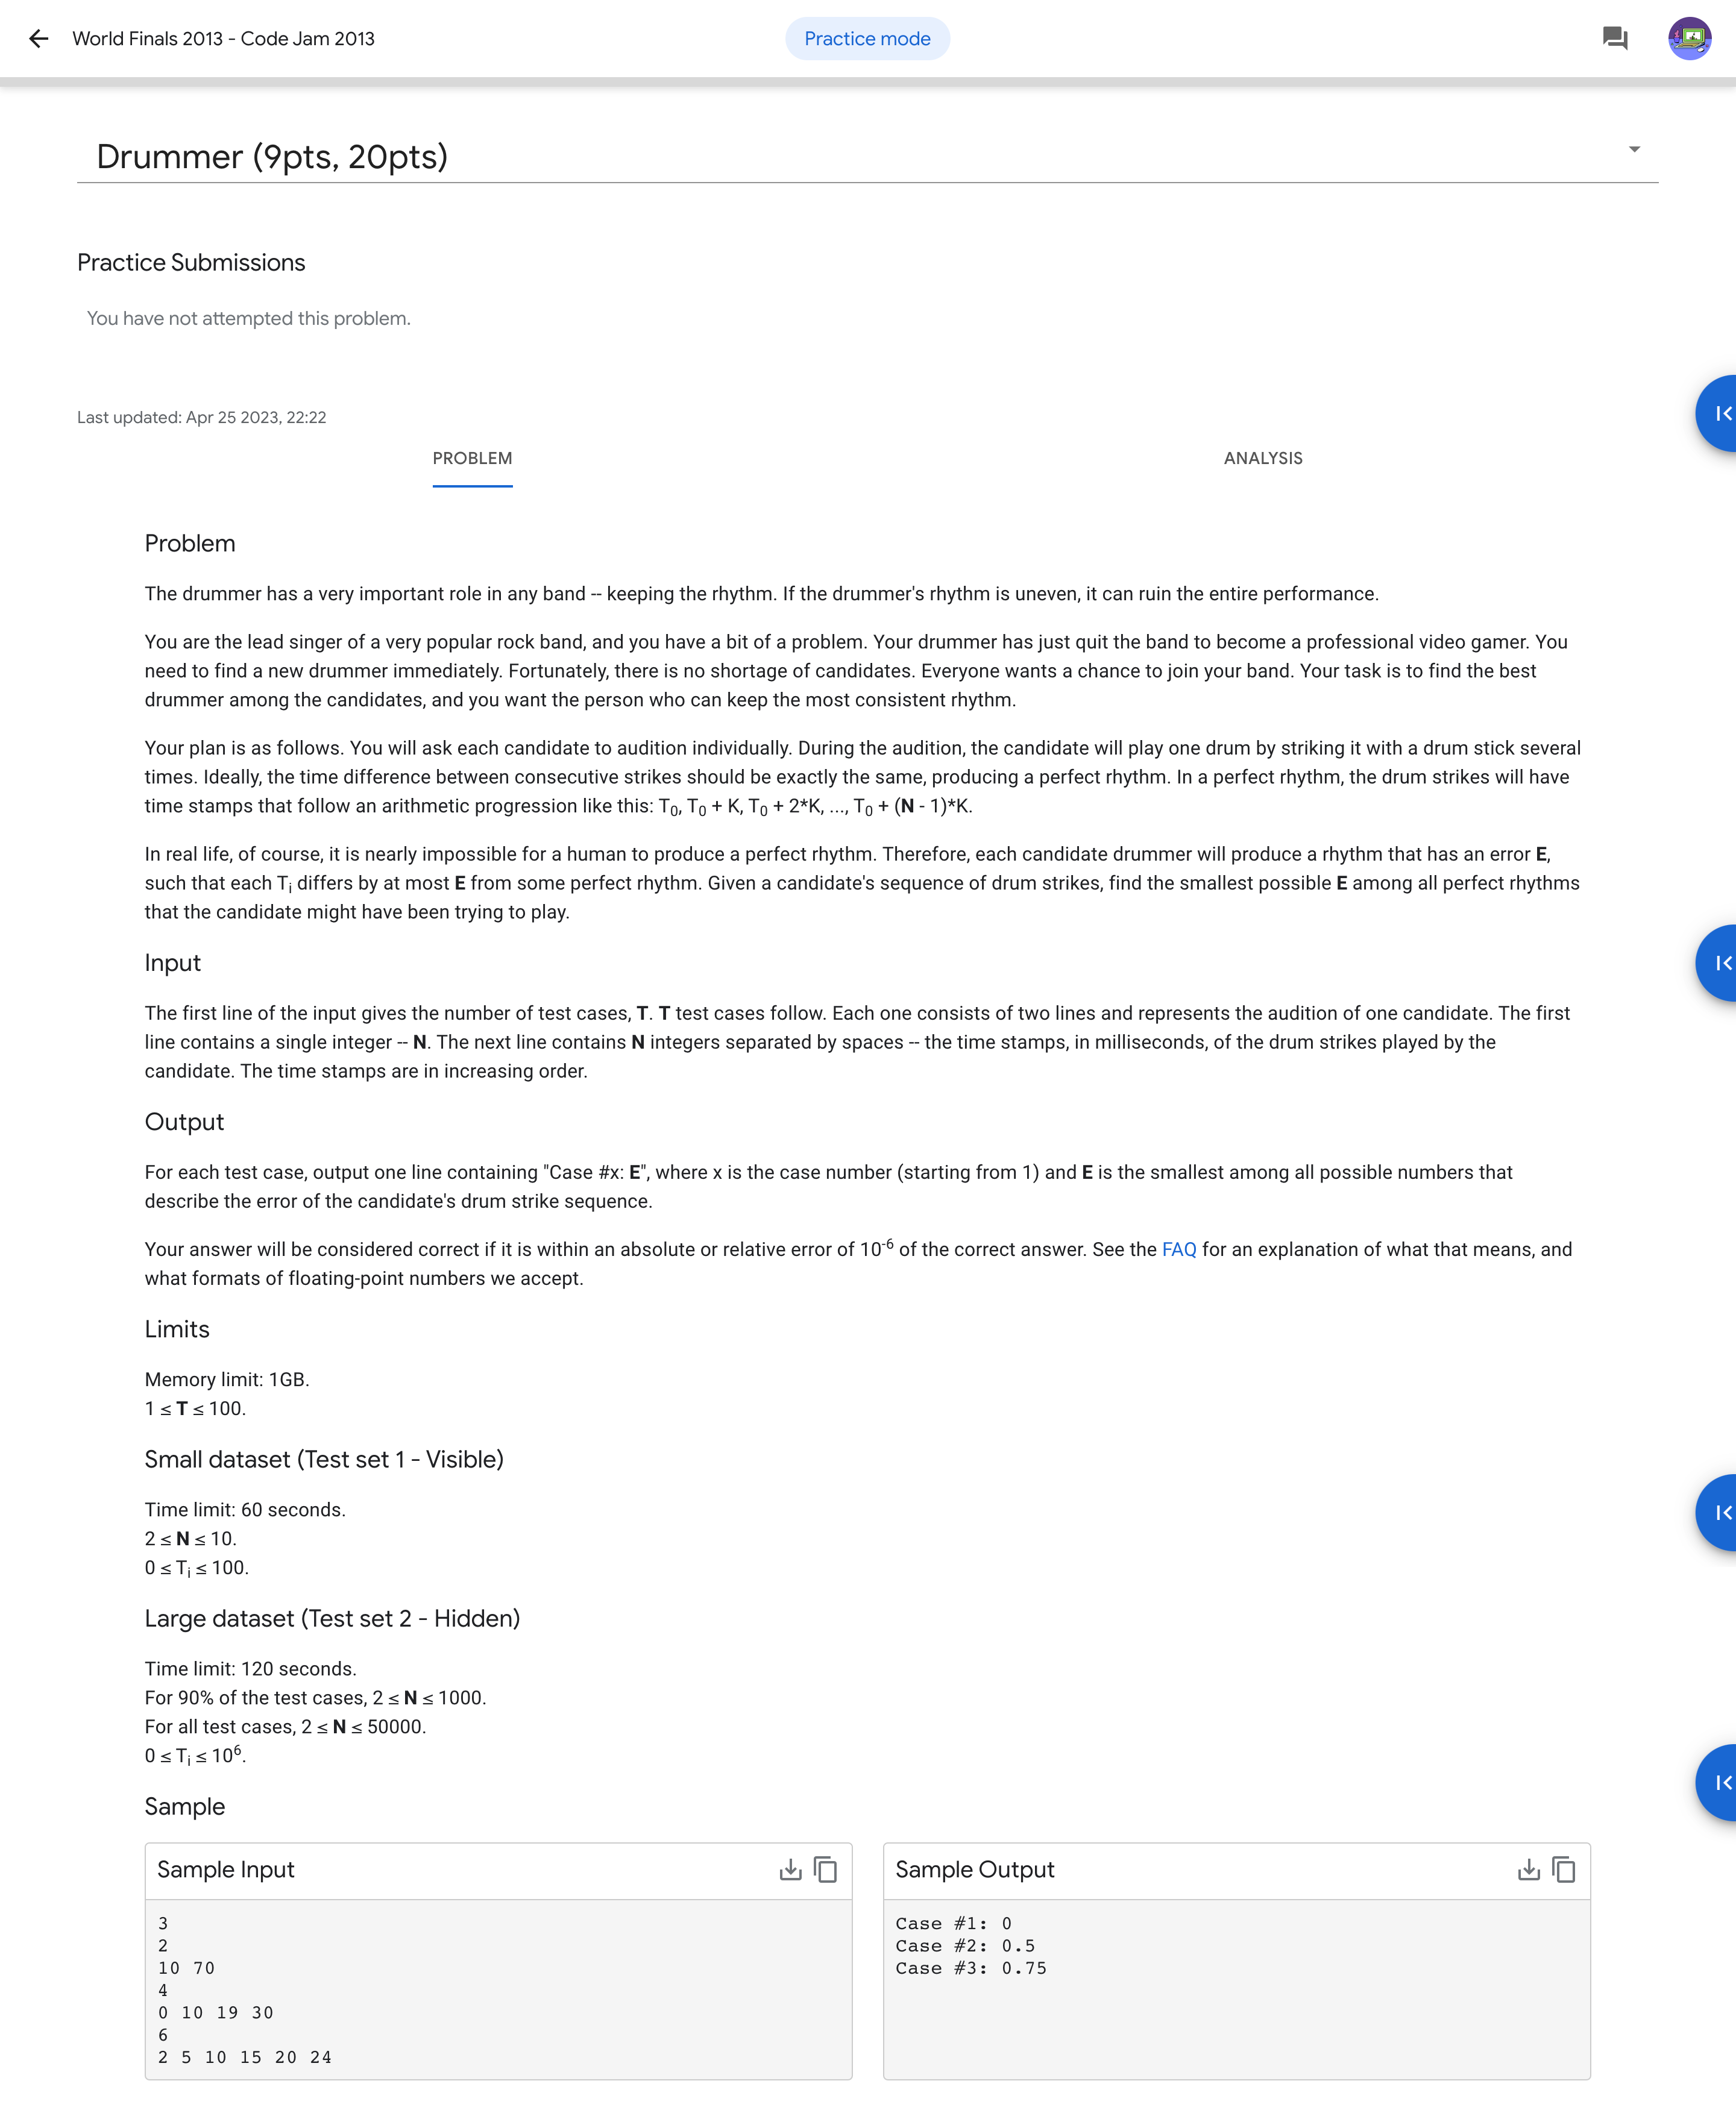 World Finals 2013 - Code Jam 2013
Practice mode
Drummer (9pts, 20pts)
Practice Submissions
You have not attempted this problem.
Last updated: Apr 25 2023, 22:22
PROBLEM
ANALYSIS
Problem
The drummer has a very important role in any band -- keeping the rhythm. If the drummer's rhythm is uneven, it can ruin the entire performance.
You are the lead singer of a very popular rock band, and you have a bit of a problem. Your drummer has just quit the band to become a professional video gamer. You
need to find a new drummer immediately. Fortunately, there is no shortage of candidates. Everyone wants a chance to join your band. Your task is to find the best
drummer among the candidates, and you want the person who can keep the most consistent rhythm.
Your plan is as follows. You will ask each candidate to audition individually. During the audition, the candidate will play one drum by striking it with a drum stick several
times. Ideally, the time difference between consecutive strikes should be exactly the same, producing a perfect rhythm. In a perfect rhythm, the drum strikes will have
time stamps that follow an arithmetic progression like this: T₀, T₀ + K, T₀ + 2*K, ..., T₀ + (N - 1)*K.
In real life, of course, it is nearly impossible for a human to produce a perfect rhythm. Therefore, each candidate drummer will produce a rhythm that has an error E,
such that each Tᵢ differs by at most E from some perfect rhythm. Given a candidate's sequence of drum strikes, find the smallest possible E among all perfect rhythms
that the candidate might have been trying to play.
Input
The first line of the input gives the number of test cases, T. T test cases follow. Each one consists of two lines and represents the audition of one candidate. The first
line contains a single integer -- N. The next line contains N integers separated by spaces -- the time stamps, in milliseconds, of the drum strikes played by the
candidate. The time stamps are in increasing order.
Output
For each test case, output one line containing "Case #x: E", where x is the case number (starting from 1) and E is the smallest among all possible numbers that
describe the error of the candidate's drum strike sequence.
Your answer will be considered correct if it is within an absolute or relative error of 10⁻⁶ of the correct answer. See the FAQ for an explanation of what that means, and
what formats of floating-point numbers we accept.
Limits
Memory limit: 1GB.
1 ≤ T ≤ 100.
Small dataset (Test set 1 - Visible)
Time limit: 60 seconds.
2 ≤ N ≤ 10.
0 ≤ Tᵢ ≤ 100.
Large dataset (Test set 2 - Hidden)
Time limit: 120 seconds.
For 90% of the test cases, 2 ≤ N ≤ 1000.
For all test cases, 2 ≤ N ≤ 50000.
0 ≤ Tᵢ ≤ 10⁶.
Sample
Sample Input
3
2
10 70
4
0 10 19 30
6
2 5 10 15 20 24
Sample Output
Case #1: 0
Case #2: 0.5
Case #3: 0.75